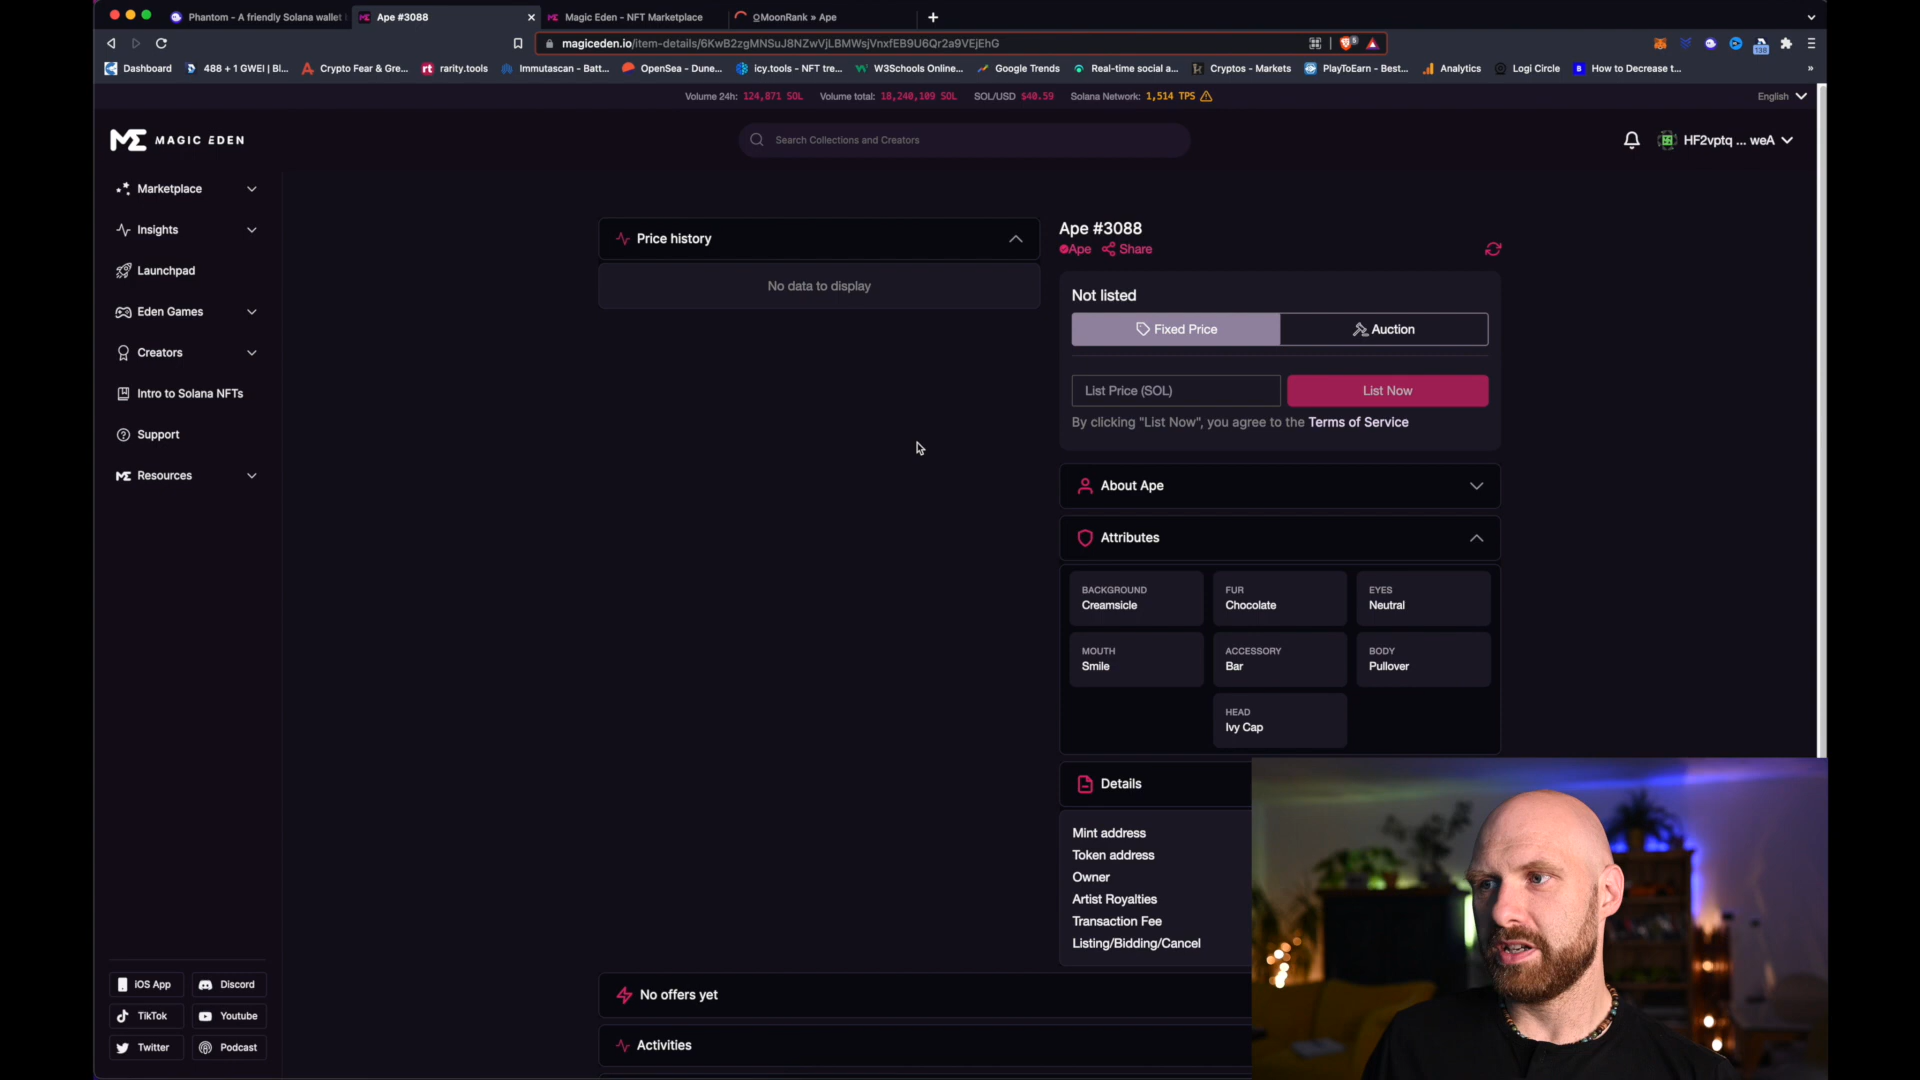 Phantom - A friendly Solana wallet
Ape #3088
Magic Eden - NFT Marketplace
MoonRank » Ape
magiceden.io/item-details/6KwB2zgMNSuJ8NZwVjLBMWsjVnxfEB9U6Qr2a9VEjEhG
Dashboard
488 + 1 GWEI | Bl...
Crypto Fear & Gre...
rarity.tools
Immutascan - Batt...
OpenSea - Dune...
icy.tools - NFT tre...
W3Schools Online...
Google Trends
Real-time social a...
Cryptos - Markets
PlayToEarn - Best...
Analytics
Logi Circle
How to Decrease t...
Volume 24h: 124,871 SOL Volume total: 18,240,109 SOL SOL/USD $40.59 Solana Network: 1,514 TPS
English
MAGIC EDEN
Search Collections and Creators
HF2vptq ... weA
Marketplace
Insights
Launchpad
Eden Games
Creators
Intro to Solana NFTs
Support
Resources
iOS App
Discord
TikTok
Youtube
Twitter
Podcast
Price history
No data to display
Ape #3088
Ape Share
Not listed
Fixed Price
Auction
List Price (SOL)
List Now
By clicking "List Now", you agree to the Terms of Service
About Ape
Attributes
BACKGROUND
Creamsicle
FUR
Chocolate
EYES
Neutral
MOUTH
Smile
ACCESSORY
Bar
BODY
Pullover
HEAD
Ivy Cap
Details
Mint address
Token address
Owner
Artist Royalties
Transaction Fee
Listing/Bidding/Cancel
No offers yet
Activities